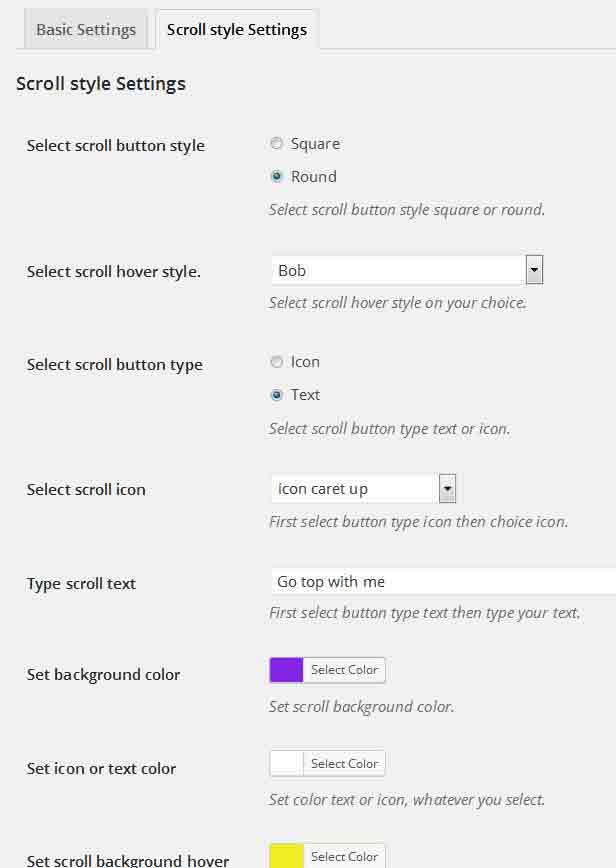 Basic Settings Scroll style Settings
Scroll style Settings
Select scroll button style
Square
Round
Select scroll button style square or round.
Select scroll hover style.
Bob
Select scroll hover style on your choice.
Select scroll button type
Icon
Text
Select scroll button type text or icon.
Select scroll icon
icon caret up
First select button type icon then choice icon.
Type scroll text
Go top with me
First select button type text then type your text.
Set background color
Select Color
Set scroll background color.
Set icon or text color
Select Color
Set color text or icon, whatever you select.
Set scroll background hover
Select Color